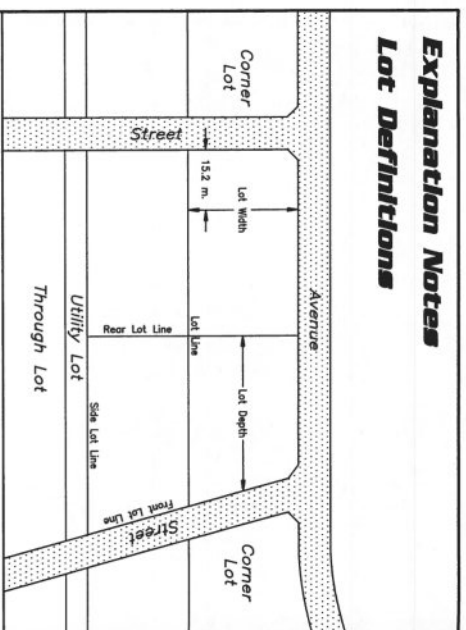 Explanation Notes
Lot Definitions
Avenue
Corner
Lot
Street
15.2 m.
Lot Width
Lot Line
Rear Lot Line
Lot Depth
Side Lot Line
Front Lot Line
Street
Corner
Lot
Utility Lot
Through Lot